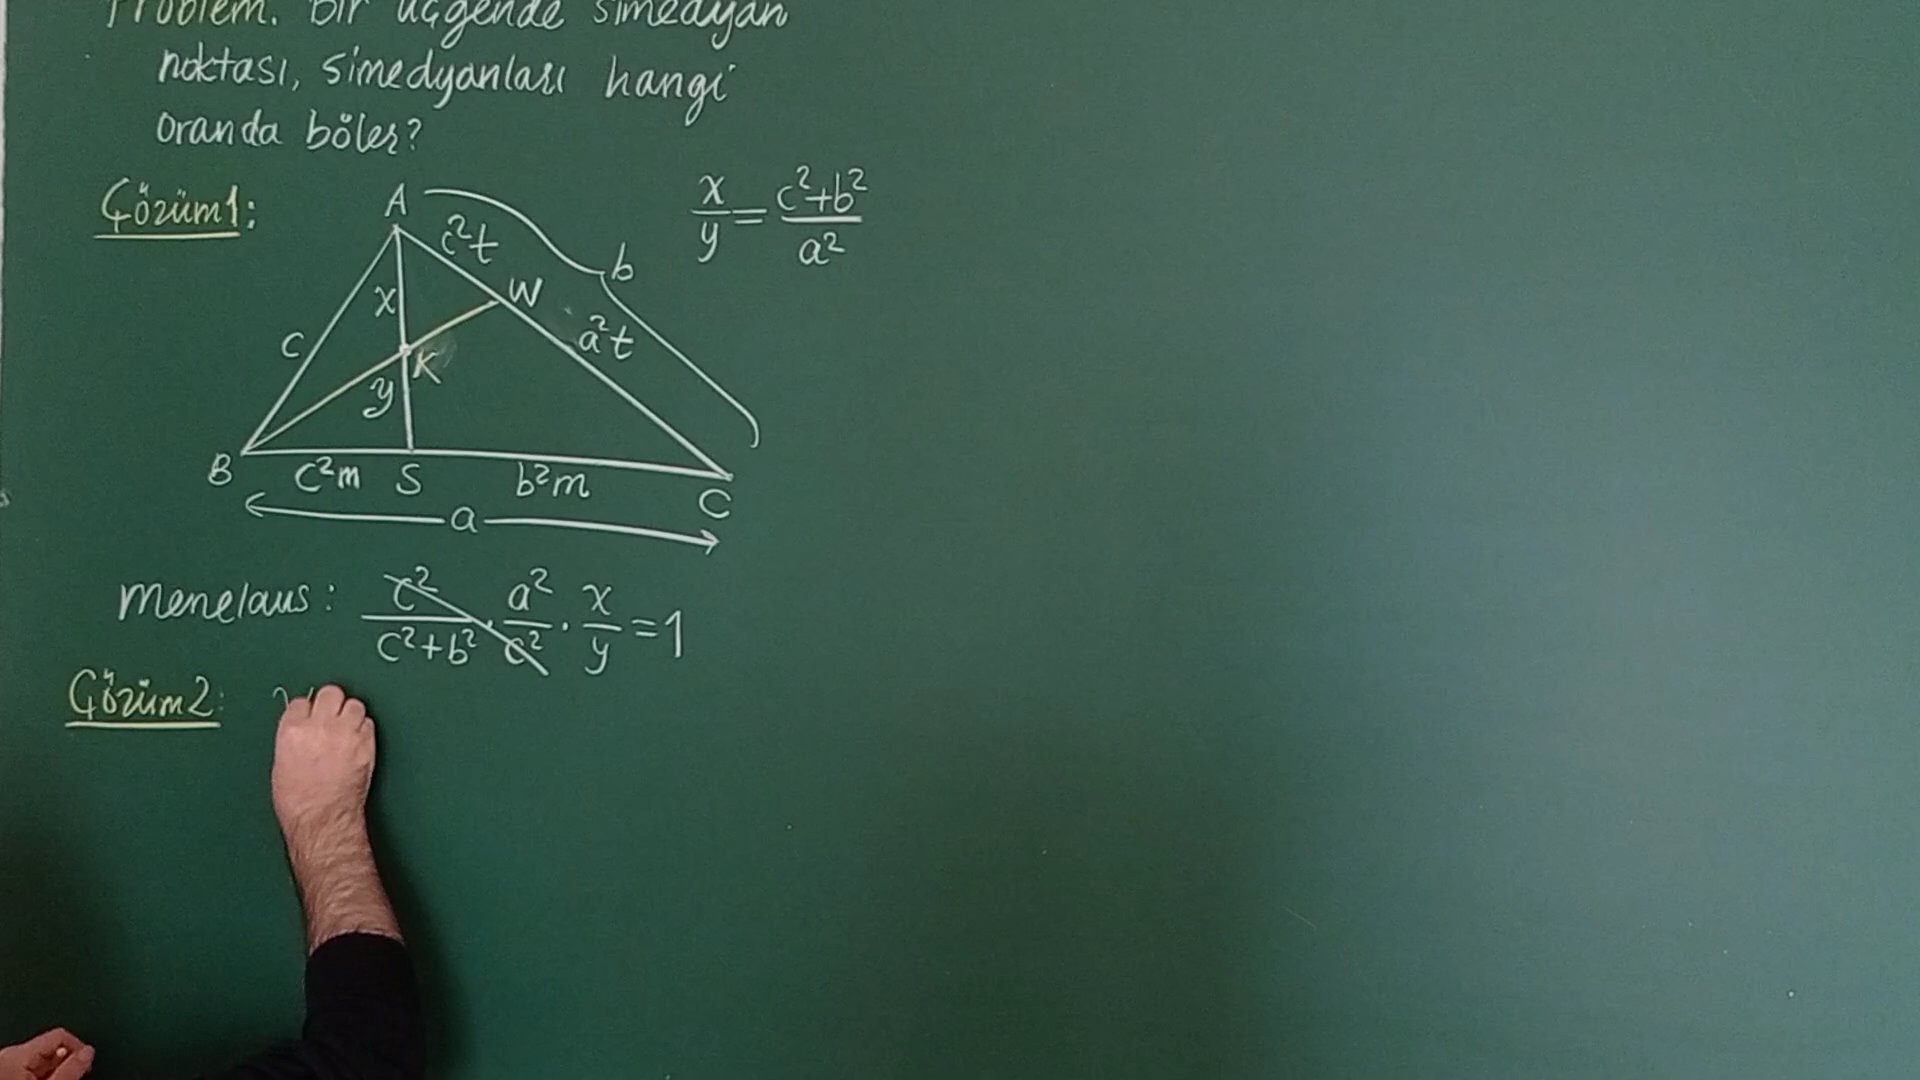 Problem. Bir üçgende simedyan
noktası, simedyanları hangi
oranda böler?
Çözüm1:
A
c²t
b
x/y = (c²+b²)/a²
W
x
c
K
a²t
y
B
c²m
S
b²m
C
a
Menelaus: c²/(c²+b²) · a²/c² · x/y = 1
Çözüm2: